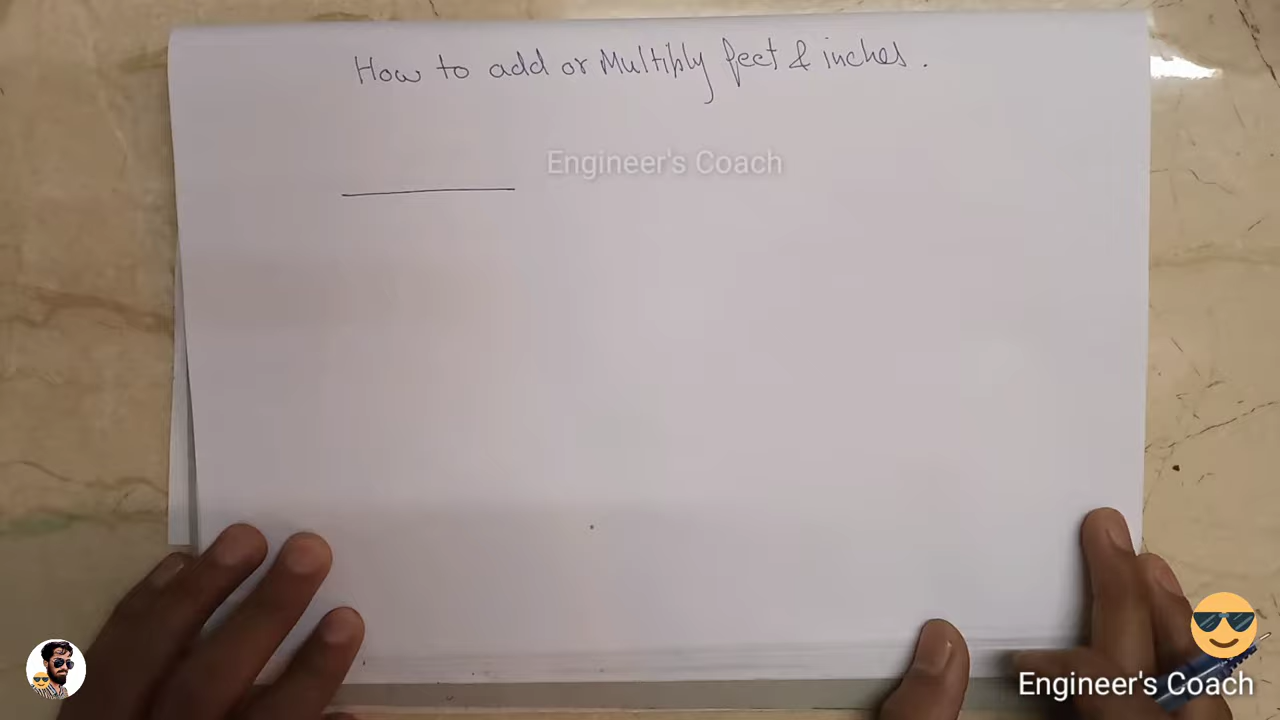 How to add or Multiply feet & inches.
Engineer's Coach
Engineer's Coach